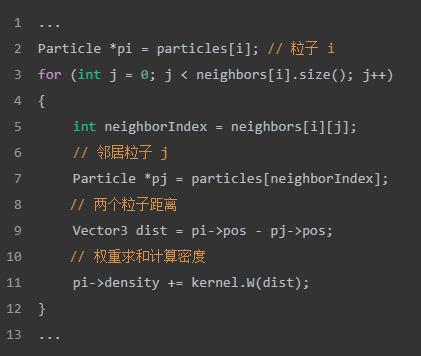 1 ...
2 Particle *pi = particles[i]; // 粒子 i
3 for (int j = 0; j < neighbors[i].size(); j++)
4 {
5 int neighborIndex = neighbors[i][j];
6 // 邻居粒子 j
7 Particle *pj = particles[neighborIndex];
8 // 两个粒子距离
9 Vector3 dist = pi->pos - pj->pos;
10 // 权重求和计算密度
11 pi->density += kernel.W(dist);
12 }
13 ...